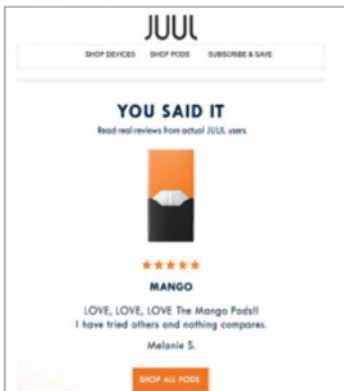 JUUL
SHOP DEVICES SHOP PODS SUBSCRIBE & SAVE
YOU SAID IT
Read real reviews from actual JUUL users
MANGO
LOVE, LOVE, LOVE The Mango Pods!!
I have tried others and nothing compares.
Melanie S.
SHOP ALL PODS